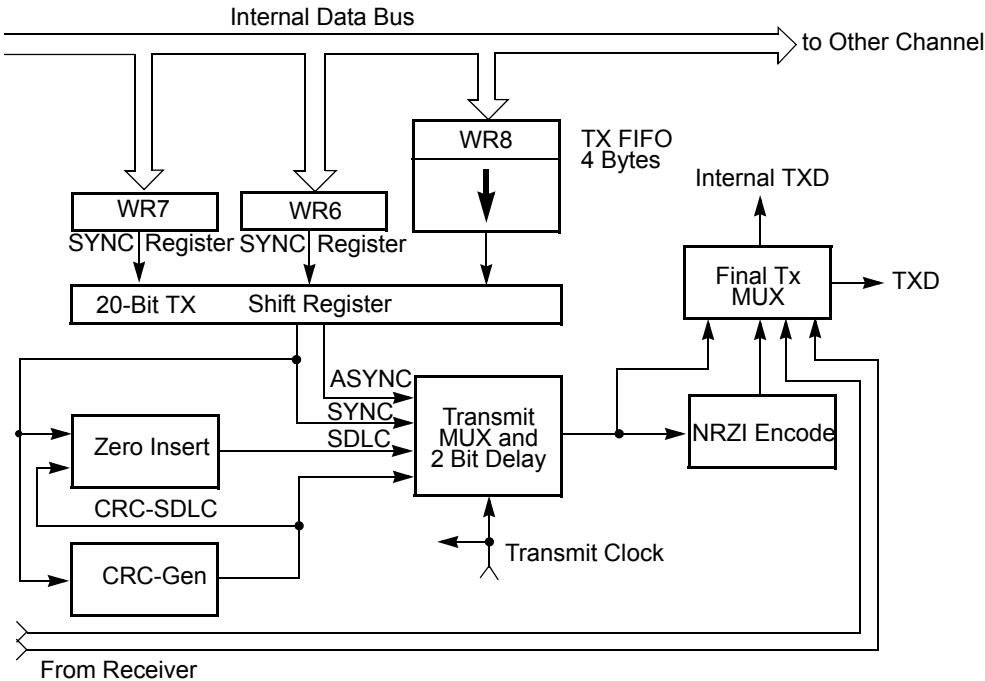 Internal Data Bus
to Other Channel
WR8
TX FIFO
4 Bytes
Internal TXD
WR7
WR6
SYNC Register
SYNC Register
Final Tx
MUX
TXD
20-Bit TX Shift Register
ASYNC
SYNC
SDLC
Transmit
MUX and
2 Bit Delay
Zero Insert
NRZI Encode
CRC-SDLC
Transmit Clock
CRC-Gen
From Receiver